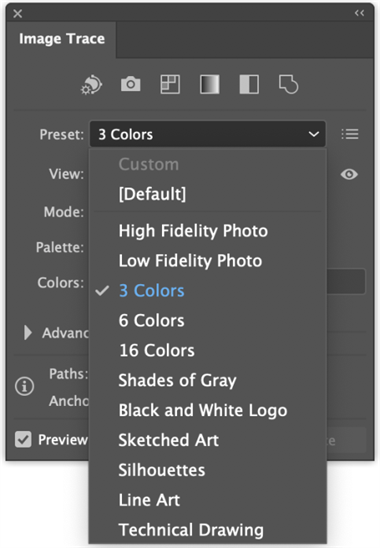 Image Trace
Preset: 3 Colors
Custom
View:
[Default]
Mode:
High Fidelity Photo
Palette:
Low Fidelity Photo
Colors:
3 Colors
6 Colors
Advanc
16 Colors
Paths:
Shades of Gray
Ancho
Black and White Logo
Preview
Sketched Art
Silhouettes
Line Art
Technical Drawing